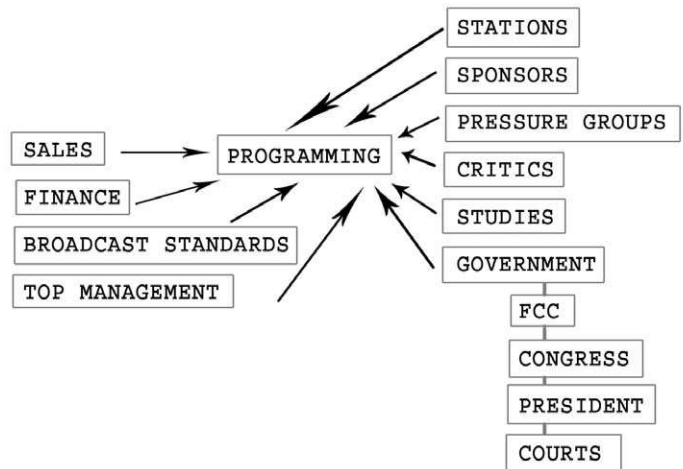 STATIONS
SPONSORS
PRESSURE GROUPS
SALES
PROGRAMMING
CRITICS
FINANCE
STUDIES
BROADCAST STANDARDS
GOVERNMENT
TOP MANAGEMENT
FCC
CONGRESS
PRESIDENT
COURTS